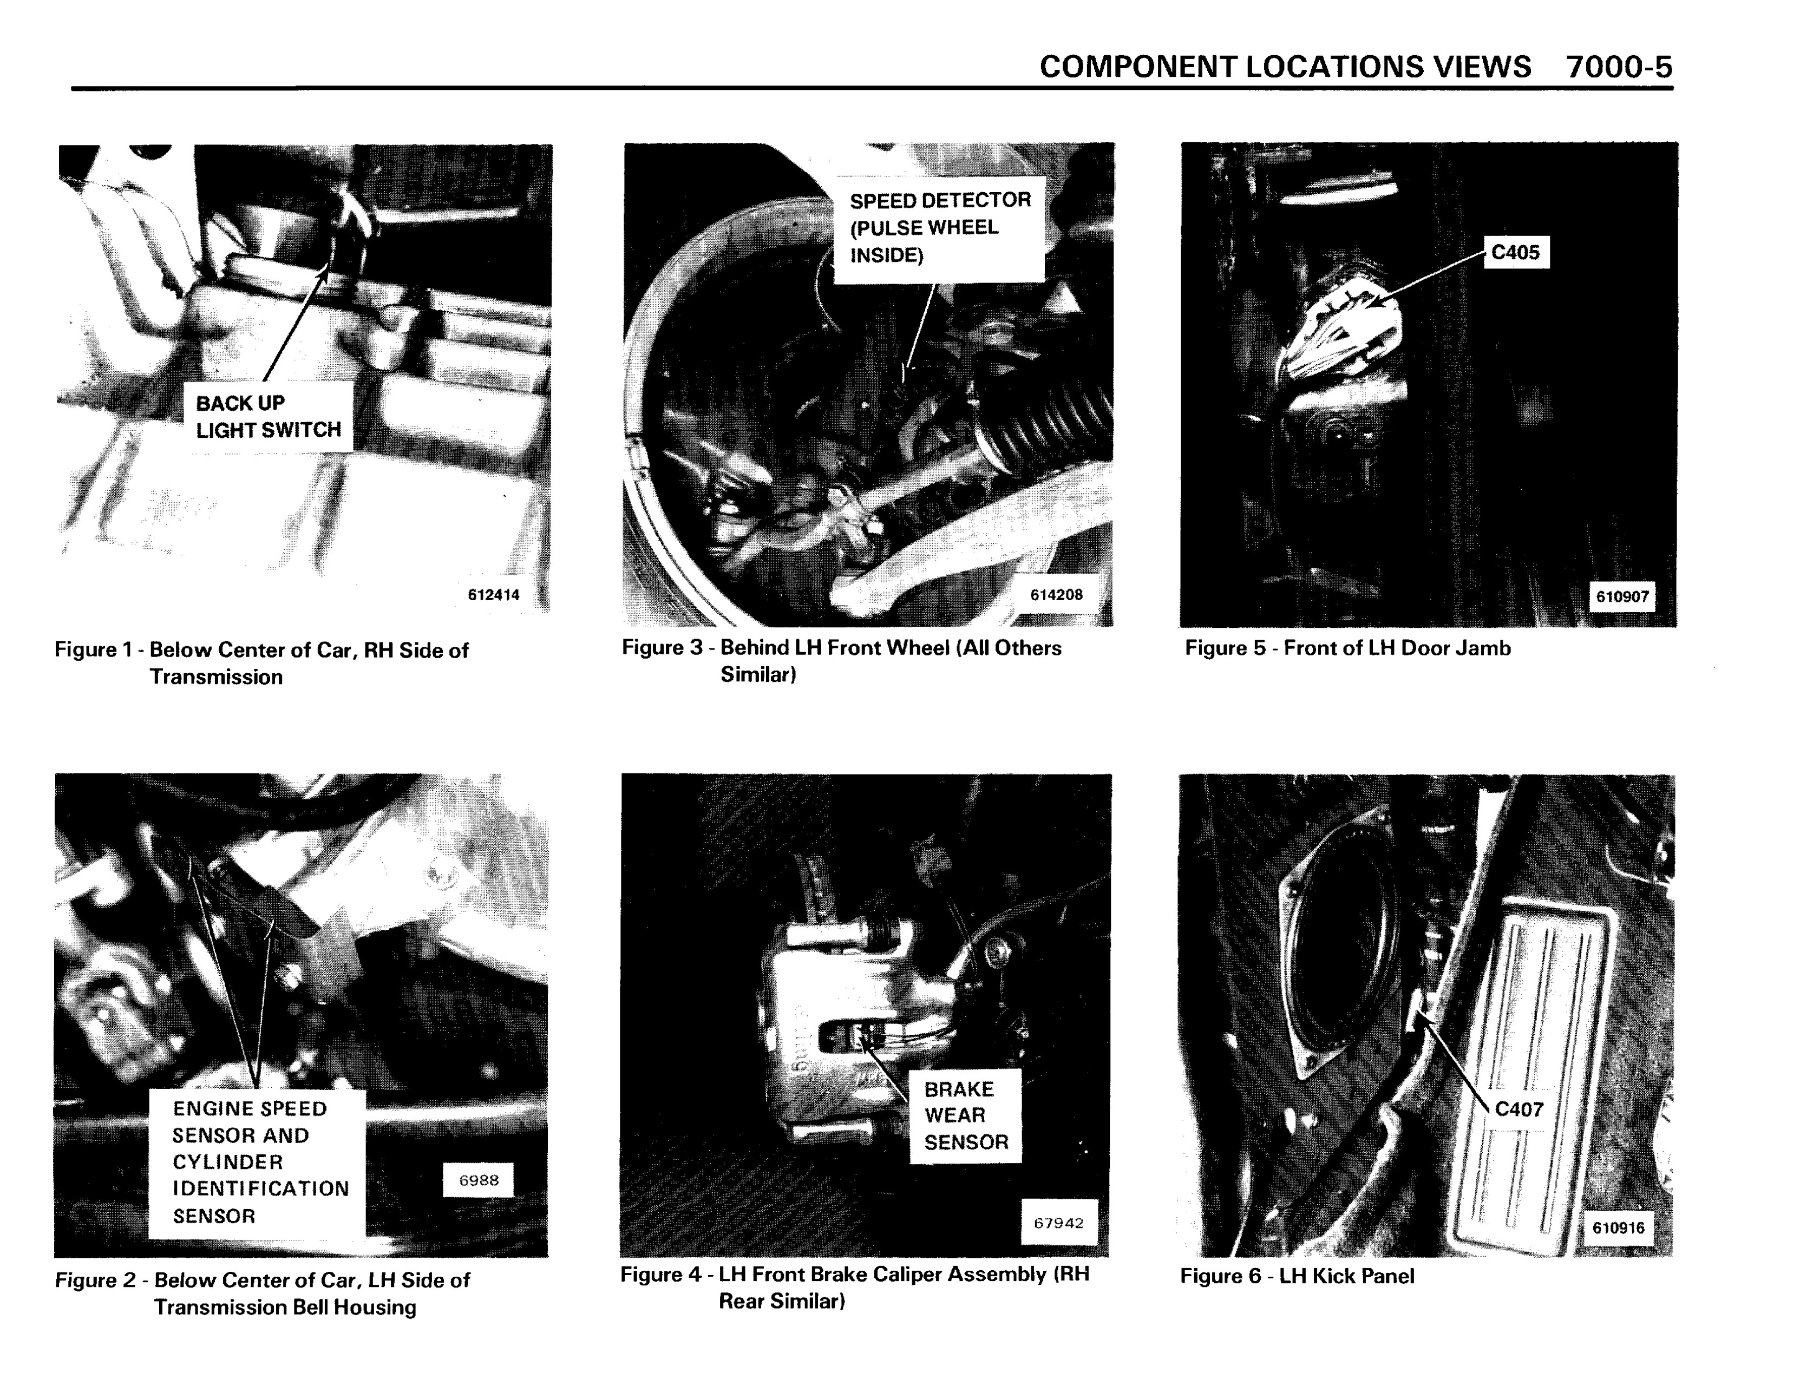 COMPONENT LOCATIONS VIEWS 7000-5
BACK UP
LIGHT SWITCH
612414
Figure 1 - Below Center of Car, RH Side of
Transmission
SPEED DETECTOR
(PULSE WHEEL
INSIDE)
614208
Figure 3 - Behind LH Front Wheel (All Others
Similar)
C405
610907
Figure 5 - Front of LH Door Jamb
ENGINE SPEED
SENSOR AND
CYLINDER
IDENTIFICATION
SENSOR
6988
Figure 2 - Below Center of Car, LH Side of
Transmission Bell Housing
BRAKE
WEAR
SENSOR
67942
Figure 4 - LH Front Brake Caliper Assembly (RH
Rear Similar)
C407
610916
Figure 6 - LH Kick Panel